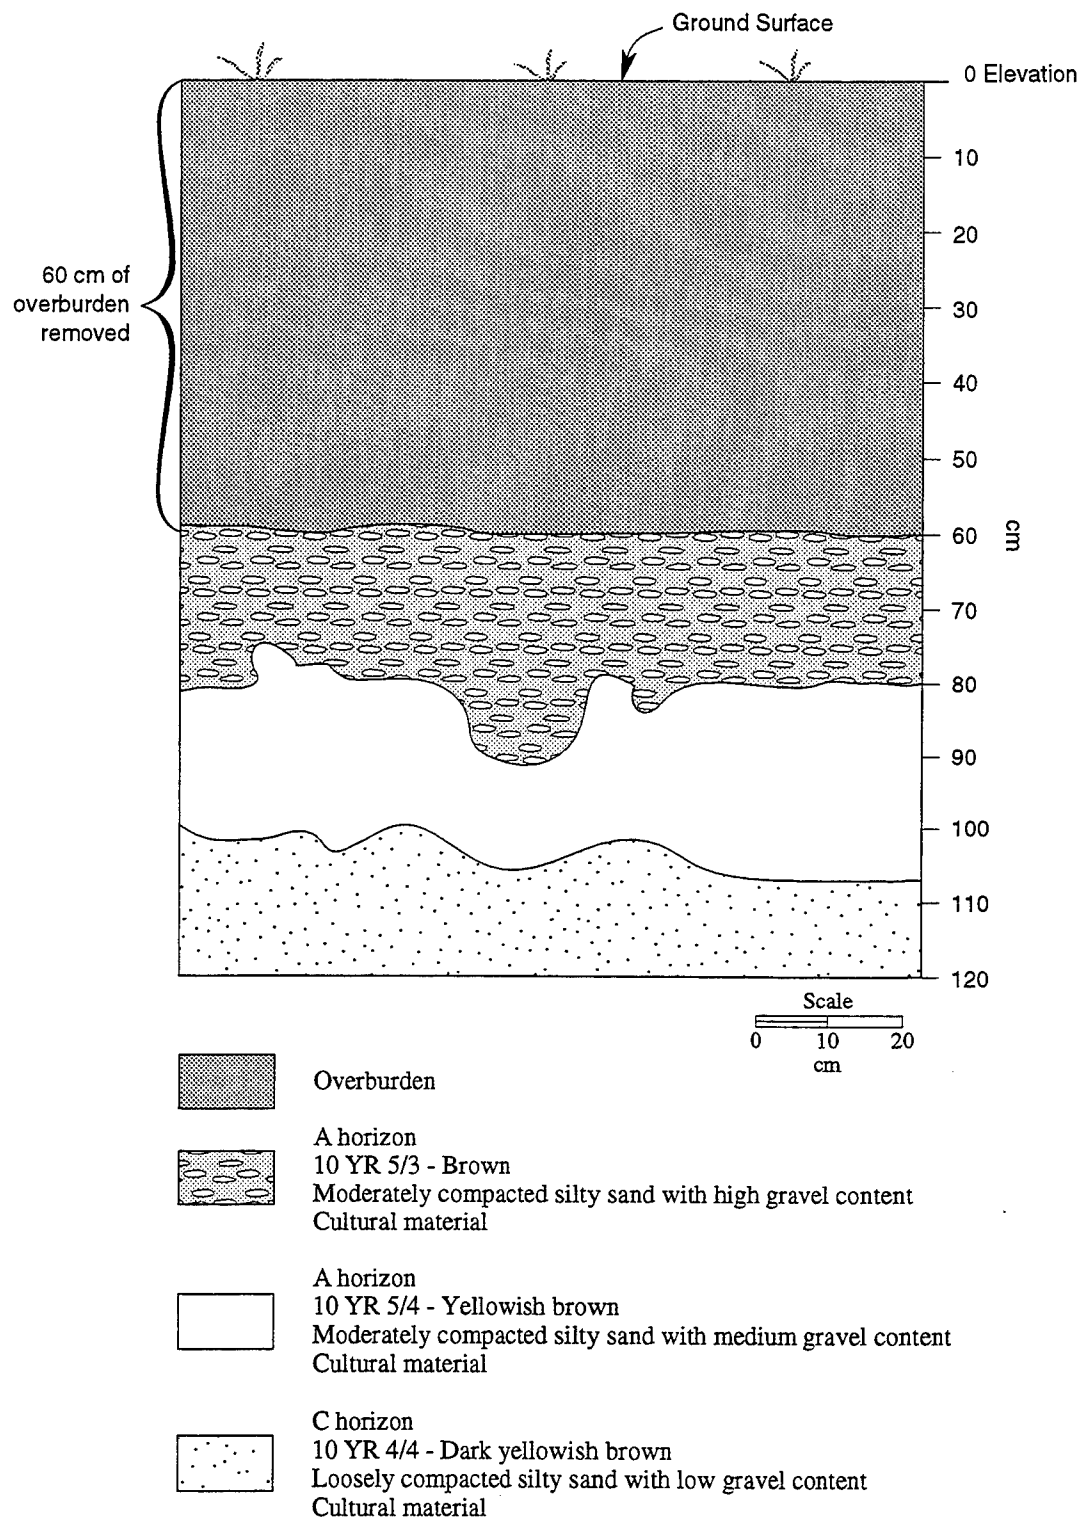 Ground Surface
0 Elevation
10
20
60 cm of
overburden
removed
30
40
50
60
cm
70
80
90
100
110
120
Scale
0 10 20
cm
Overburden
A horizon
10 YR 5/3 - Brown
Moderately compacted silty sand with high gravel content
Cultural material
A horizon
10 YR 5/4 - Yellowish brown
Moderately compacted silty sand with medium gravel content
Cultural material
C horizon
10 YR 4/4 - Dark yellowish brown
Loosely compacted silty sand with low gravel content
Cultural material